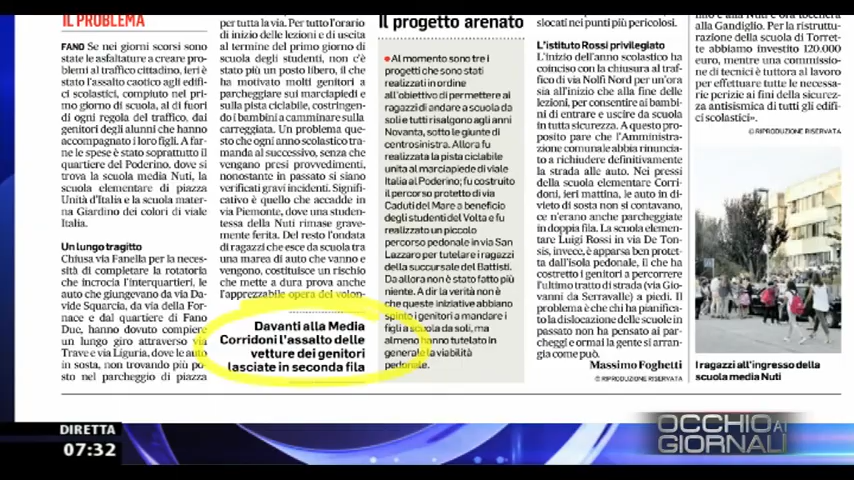 IL PROBLEMA
FANO Se nei giorni scorsi sono
state le asfaltature a creare pro-
blemi al traffico cittadino, ieri è
stato l'assalto caotico agli edifi-
ci scolastici, compiuto nel pri-
mo giorno di scuola, al di fuori
di ogni regola del traffico, dai
genitori degli alunni che hanno
accompagnato i loro figli. A far-
ne le spese è stato soprattutto il
quartiere del Poderino, dove si
trova la scuola media Nuti, la
scuola elementare di piazza
Unità d'Italia e la scuola mater-
na Giardino dei colori di viale
Italia.
Un lungo tragitto
Chiusa via Fanella per la neces-
sità di completare la rotatoria
che incrocia l'interquartieri, le
auto che giungevano da via Da-
vide Squarcia, da via della For-
nace e dal quartiere di Fano
Due, hanno dovuto compiere
un lungo giro attraverso via
Trave e via Liguria, dove le auto
in sosta, non trovando più po-
sto nel parcheggio di piazza
per tutta la via. Per tutto l'orario
di inizio delle lezioni e di uscita
al termine del primo giorno di
scuola degli studenti, non c'è
stato più un posto libero, il che
ha motivato molti genitori a
parcheggiare sui marciapiedi e
sulla pista ciclabile, costringen-
do i bambini a camminare sulla
carreggiata. Un problema que-
sto che ogni anno scolastico tra-
manda al successivo, senza che
vengano presi provvedimenti,
nonostante in passato si siano
verificati gravi incidenti. Signifi-
cativo è quello che accadde in
via Piemonte, dove una studen-
tessa della Nuti rimase grave-
mente ferita. Del resto l'ondata
di ragazzi che esce da scuola tra
una marea di auto che vanno e
vengono, costituisce un rischio
che mette a dura prova anche
l'apprezzabile opera dei volon-
Davanti alla Media
Corridoni l'assalto delle
vetture dei genitori
lasciate in seconda fila
Il progetto arenato
● Al momento sono tre i
progetti che sono stati
realizzati in ordine
all'obiettivo di permettere ai
ragazzi di andare a scuola da
soli e tutti risalgono agli anni
Novanta, sotto le giunte di
centrosinistra. Allora fu
realizzata la pista ciclabile
unita al marciapiede di viale
Italia al Poderino; fu costruito
il percorso protetto di via
Caduti del Mare a beneficio
degli studenti del Volta e fu
realizzato un piccolo
percorso pedonale in via San
Lazzaro per tutelare i ragazzi
della succursale del Battisti.
Da allora non è stato fatto più
niente. A dir la verità non è
che queste iniziative abbiano
spinto i genitori a mandare i
figli a scuola da soli, ma
almeno hanno tutelato in
generale la viabilità
pedonale.
slocati nei punti più pericolosi.
L'istituto Rossi privilegiato
L'inizio dell'anno scolastico ha
coinciso con la chiusura al traf-
fico di via Nolfi Nord per un'ora
sia all'inizio che alla fine delle
lezioni, per consentire ai bambi-
ni di entrare e uscire da scuola
in tutta sicurezza. A questo pro-
posito pare che l'Amministra-
zione comunale abbia rinuncia-
to a richiudere definitivamente
la strada alle auto. Nei pressi
della scuola elementare Corri-
doni, ieri mattina, le auto in di-
vieto di sosta non si contavano,
ce n'erano anche parcheggiate
in doppia fila. La scuola elemen-
tare Luigi Rossi in via De Ton-
sis, invece, è apparsa ben protet-
ta dall'isola pedonale, il che ha
costretto i genitori a percorrere
l'ultimo tratto di strada (via Gio-
vanni da Serravalle) a piedi. Il
problema è che chi ha pianifica-
to la dislocazione delle scuole in
passato non ha pensato ai par-
cheggi e ormai la gente si arran-
gia come può.
Massimo Foghetti
© RIPRODUZIONE RISERVATA
alla Gandiglio. Per la ristruttu-
razione della scuola di Torret-
te abbiamo investito 120.000
euro, mentre una commissio-
ne di tecnici è tuttora al lavoro
per effettuare tutte le necessa-
rie perizie ai fini della sicurez-
za antisismica di tutti gli edifi-
ci scolastici».
© RIPRODUZIONE RISERVATA
I ragazzi all'ingresso della
scuola media Nuti
DIRETTA
07:32
OCCHIO AI
GIORNALI